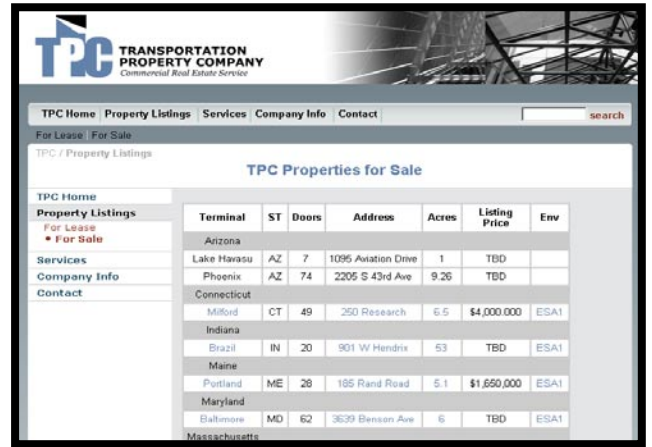 TPC TRANSPORTATION
PROPERTY COMPANY
Commercial Real Estate Service
TPC Home Property Listings Services Company Info Contact search
For Lease For Sale
TPC / Property Listings
TPC Properties for Sale
TPC Home
Property Listings
For Lease
• For Sale
Services
Company Info
Contact
Terminal ST Doors Address Acres Listing Price Env
Arizona
Lake Havasu AZ 7 1095 Aviation Drive 1 TBD
Phoenix AZ 74 2205 S 43rd Ave 9.26 TBD
Connecticut
Milford CT 49 250 Research 6.5 $4,000.000 ESA1
Indiana
Brazil IN 20 901 W Hendrix 53 TBD ESA1
Maine
Portland ME 28 185 Rand Road 5.1 $1,650,000 ESA1
Maryland
Baltimore MD 62 3639 Benson Ave 6 TBD ESA1
Massachusetts